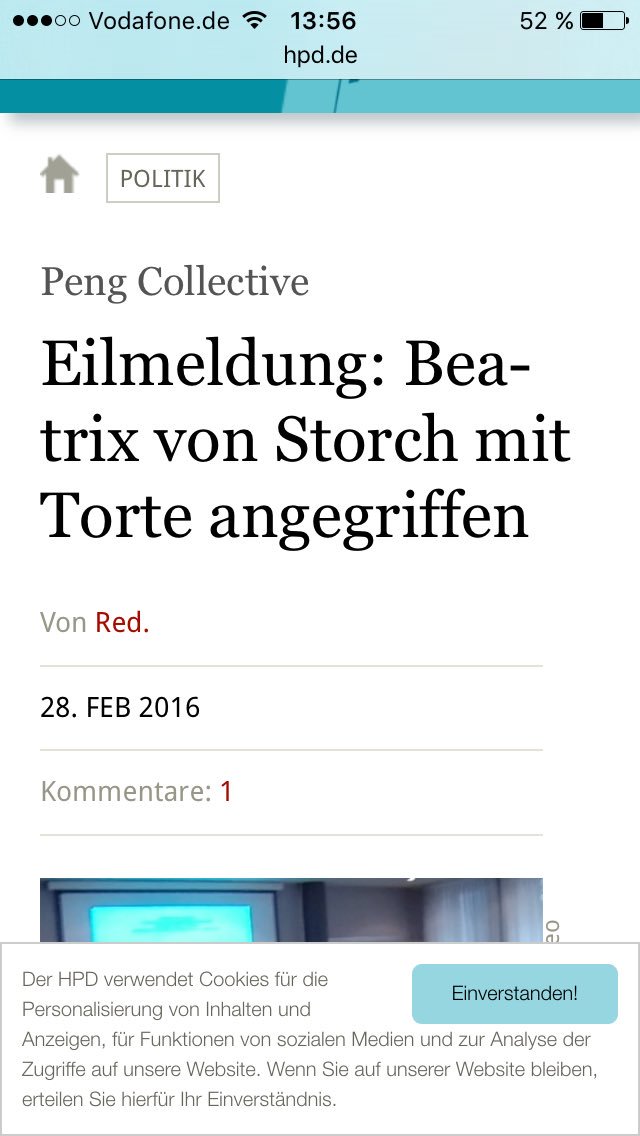 Vodafone.de 13:56 52 %
hpd.de
POLITIK
Peng Collective
Eilmeldung: Bea-
trix von Storch mit
Torte angegriffen
Von Red.
28. FEB 2016
Kommentare: 1
Der HPD verwendet Cookies für die
Personalisierung von Inhalten und
Anzeigen, für Funktionen von sozialen Medien und zur Analyse der
Zugriffe auf unsere Website. Wenn Sie auf unserer Website bleiben,
erteilen Sie hierfür Ihr Einverständnis.
Einverstanden!